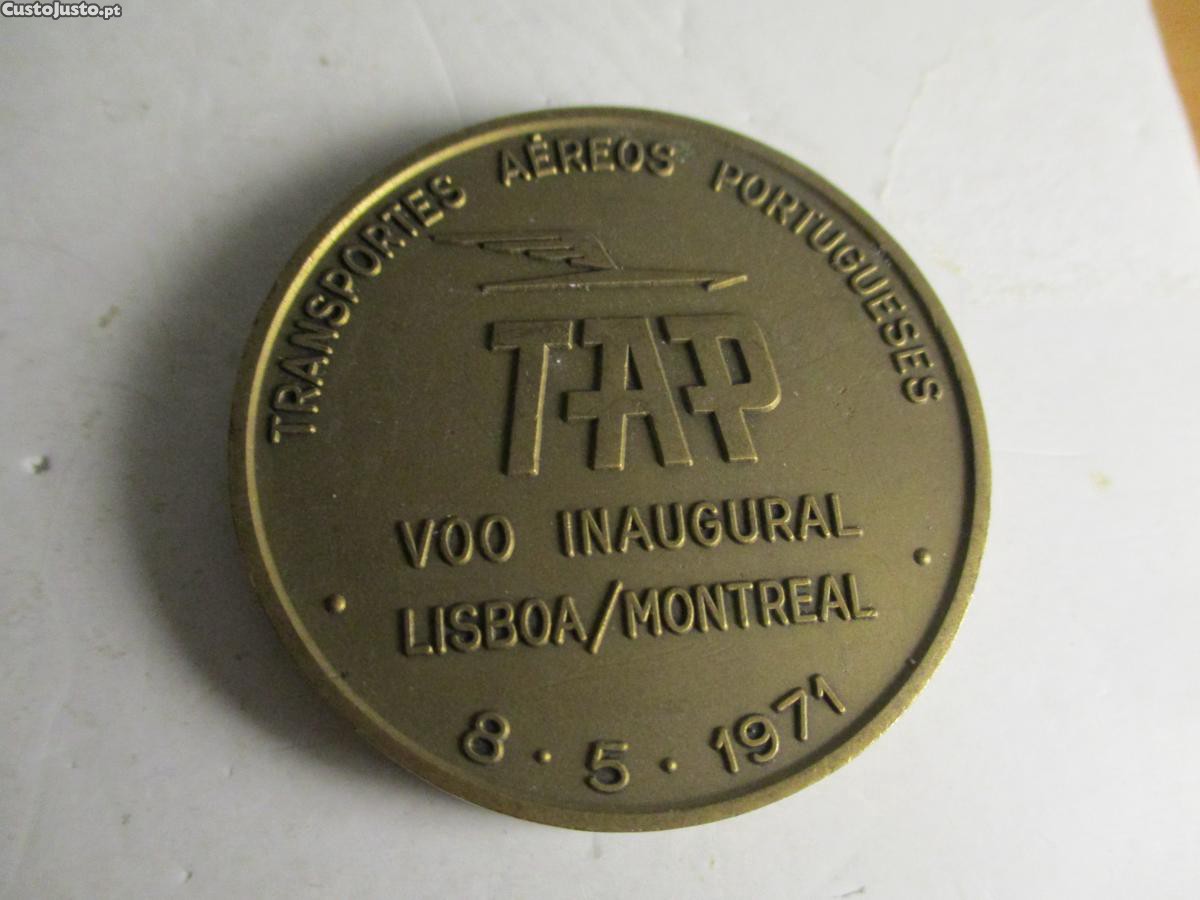 CustoJusto.pt
TRANSPORTES AÉREOS PORTUGUESES
TAP
VOO INAUGURAL
LISBOA/MONTREAL
8 · 5 · 1971